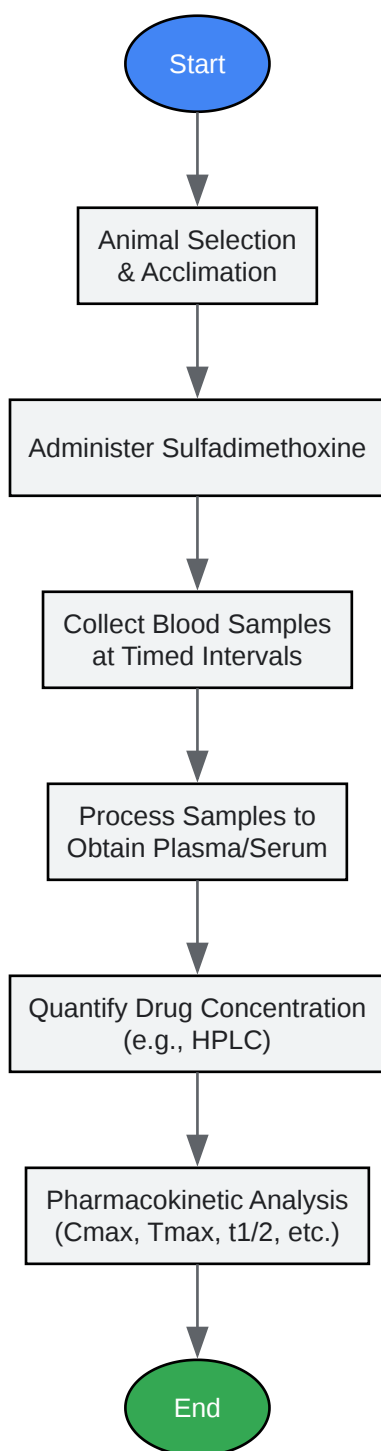 Start
Animal Selection
& Acclimation
Administer Sulfadimethoxine
Collect Blood Samples
at Timed Intervals
Process Samples to
Obtain Plasma/Serum
Quantify Drug Concentration
(e.g., HPLC)
Pharmacokinetic Analysis
(Cmax, Tmax, t1/2, etc.)
End